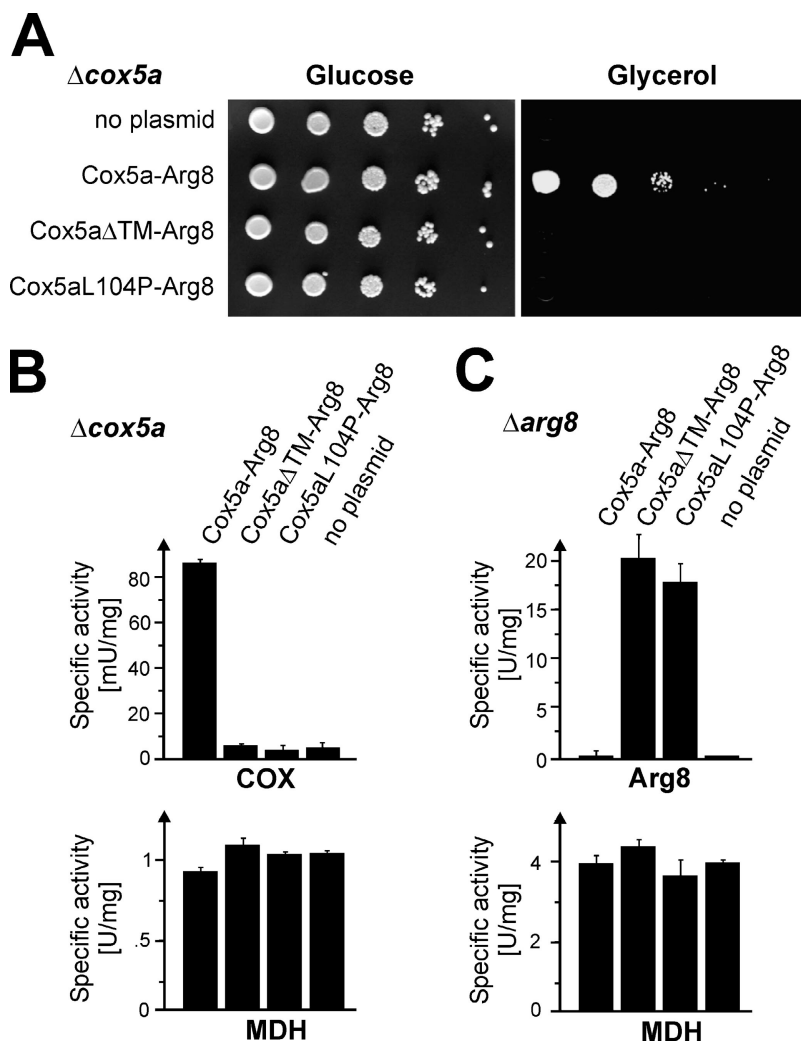 A
Δcox5a
Glucose
Glycerol
no plasmid
Cox5a-Arg8
Cox5aΔTM-Arg8
Cox5aL104P-Arg8
B
Δcox5a
Cox5a-Arg8
Cox5aΔTM-Arg8
Cox5aL104P-Arg8
no plasmid
Specific activity
[mU/mg]
80
60
40
20
0
COX
Specific activity
[U/mg]
1
.5
0
MDH
C
Δarg8
Cox5a-Arg8
Cox5aΔTM-Arg8
Cox5aL104P-Arg8
no plasmid
Specific activity
[U/mg]
20
15
10
5
0
Arg8
Specific activity
[U/mg]
4
2
0
MDH